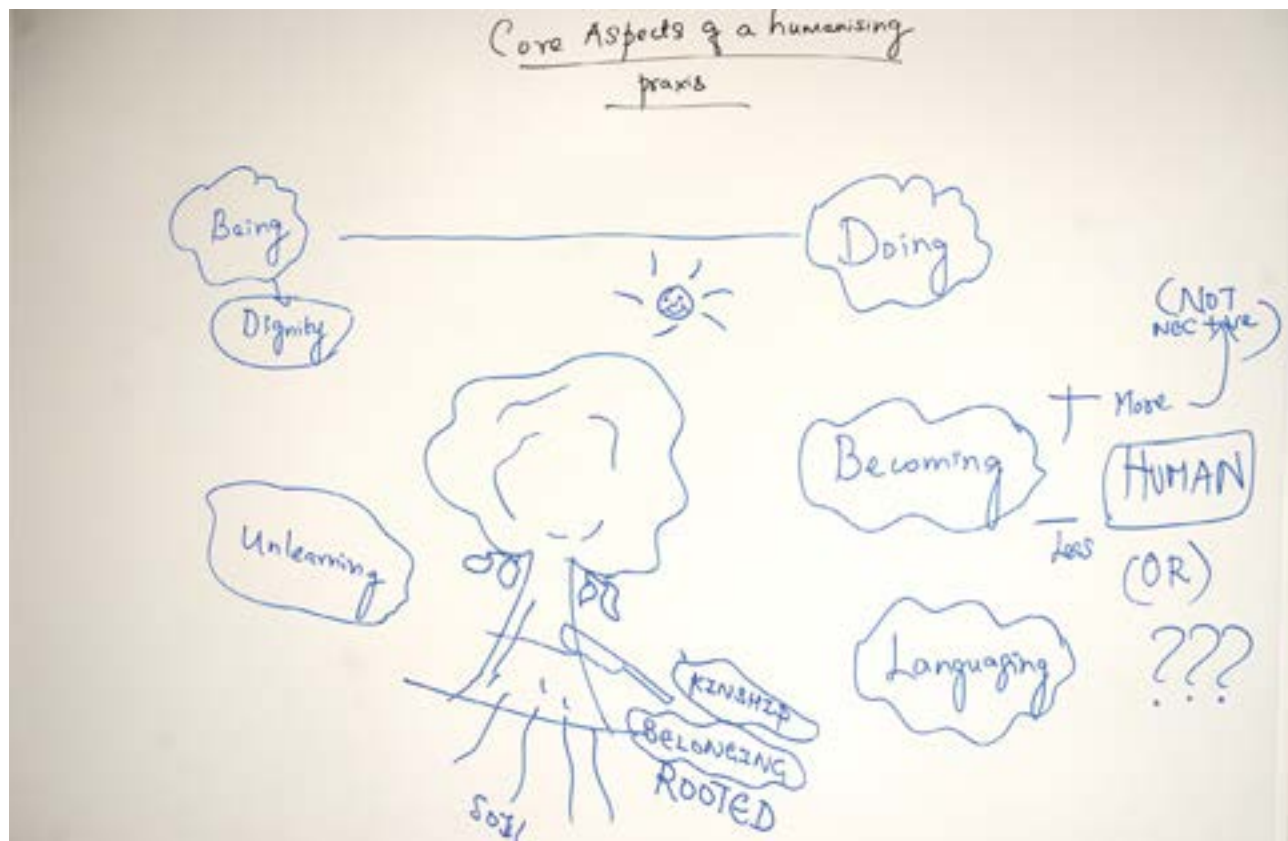 Core Aspects of a humanising
praxis
Being
Doing
Dignity
(NOT
NEC +ve)
+ More
Becoming
HUMAN
- Less
Unlearning
(OR)
Languaging
???
KINSHIP
BELONGING
ROOTED
SOIL